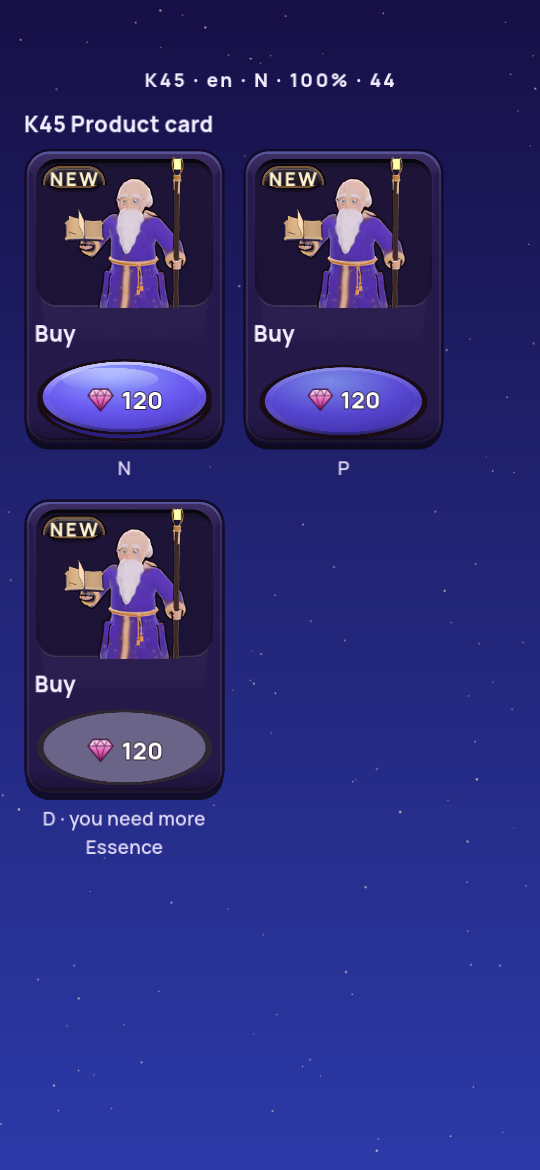 K45 · en · N · 100% · 44
K45 Product card
NEW
NEW
Buy
Buy
120
120
N
P
NEW
Buy
120
D · you need more
Essence